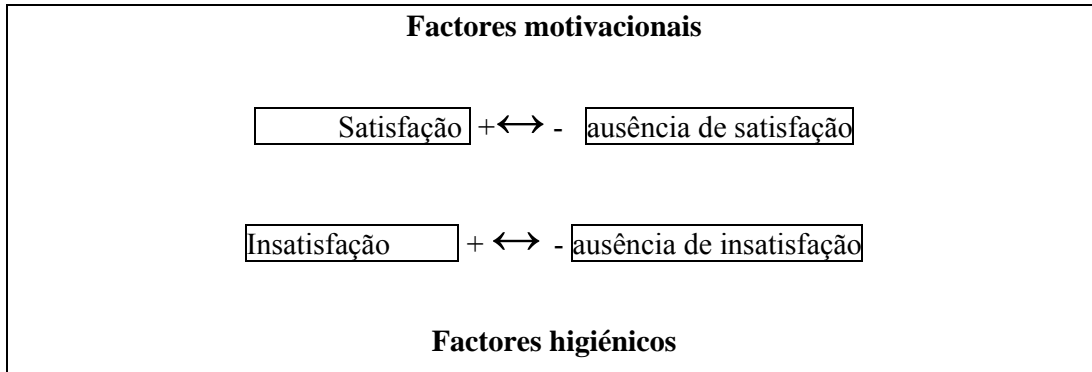 Factores motivacionais
Satisfação +↔ - ausência de satisfação
Insatisfação + ↔ - ausência de insatisfação
Factores higiénicos